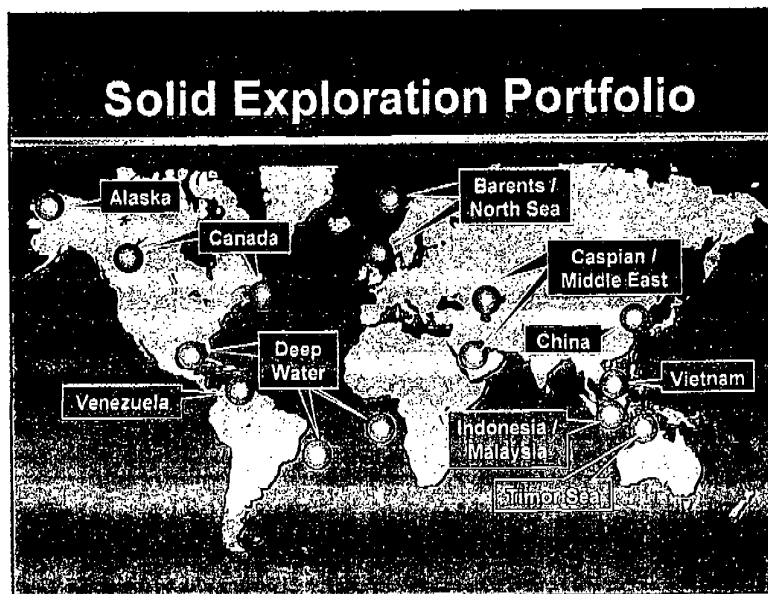 Solid Exploration Portfolio
Alaska
Barents /
North Sea
Canada
Caspian /
Middle East
China
Deep
Water
Vietnam
Venezuela
Indonesia /
Malaysia
Timor Sea